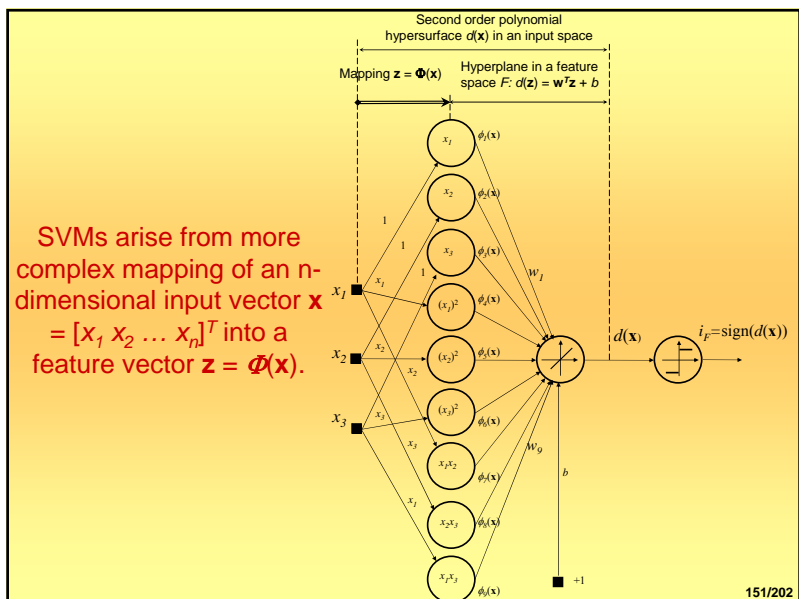 Second order polynomial
hypersurface d(x) in an input space
Mapping z = Φ(x)
Hyperplane in a feature
space F: d(z) = wᵀz + b
SVMs arise from more
complex mapping of an n-
dimensional input vector x
= [x₁ x₂ … xₙ]ᵀ into a
feature vector z = Φ(x).
x₁
x₂
x₃
1
1
1
x₁
x₂
x₂
x₃
x₃
x₁
x₁
x₂
x₃
(x₁)²
(x₂)²
(x₃)²
x₁x₂
x₂x₃
x₁x₃
ϕ₁(x)
ϕ₂(x)
ϕ₃(x)
ϕ₄(x)
ϕ₅(x)
ϕ₆(x)
ϕ₇(x)
ϕ₈(x)
ϕ₉(x)
w₁
w₉
b
+1
d(x)
i_F=sign(d(x))
151/202